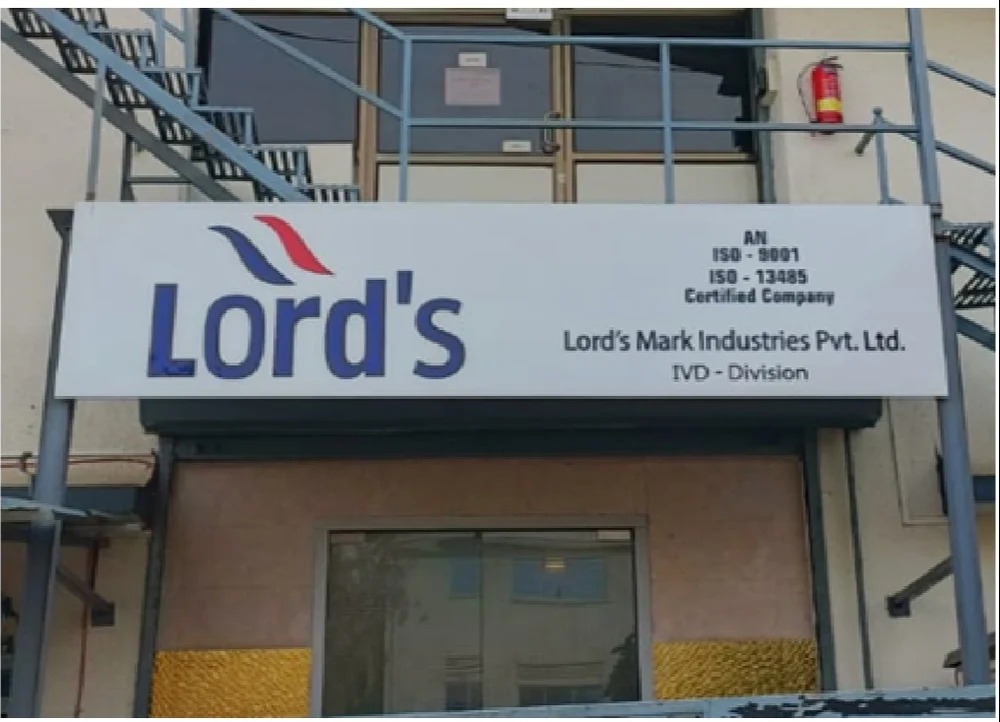 Lord's
AN
ISO - 9001
ISO - 13485
Certified Company
Lord's Mark Industries Pvt. Ltd.
IVD - Division